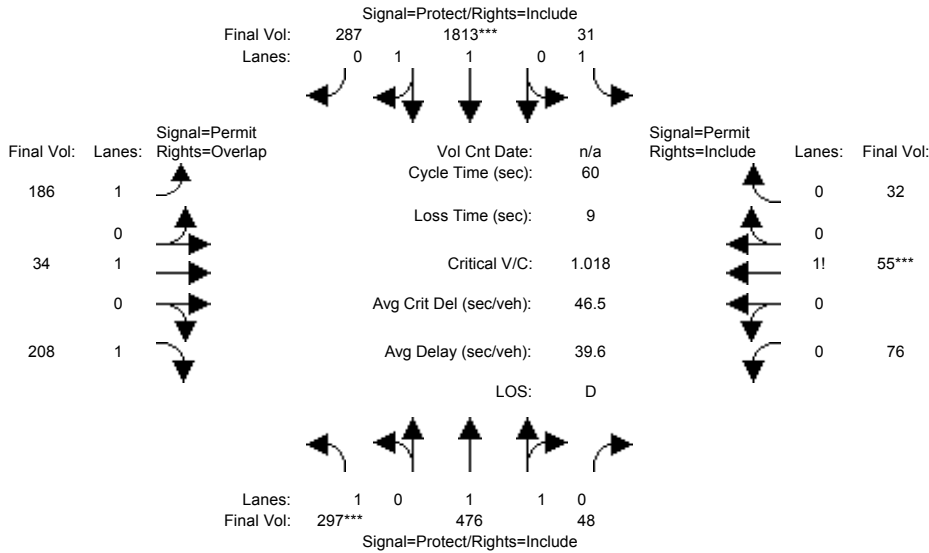 Signal=Protect/Rights=Include
Final Vol: 287 1813*** 31
Lanes: 0 1 1 0 1
Signal=Permit
Final Vol: Lanes: Rights=Overlap
Vol Cnt Date: n/a
Signal=Permit
Rights=Include Lanes: Final Vol:
Cycle Time (sec): 60
186 1 0 32
Loss Time (sec): 9
0 0
34 1 Critical V/C: 1.018 1! 55***
0 Avg Crit Del (sec/veh): 46.5 0
208 1 Avg Delay (sec/veh): 39.6 0 76
LOS: D
Lanes: 1 0 1 1 0
Final Vol: 297*** 476 48
Signal=Protect/Rights=Include